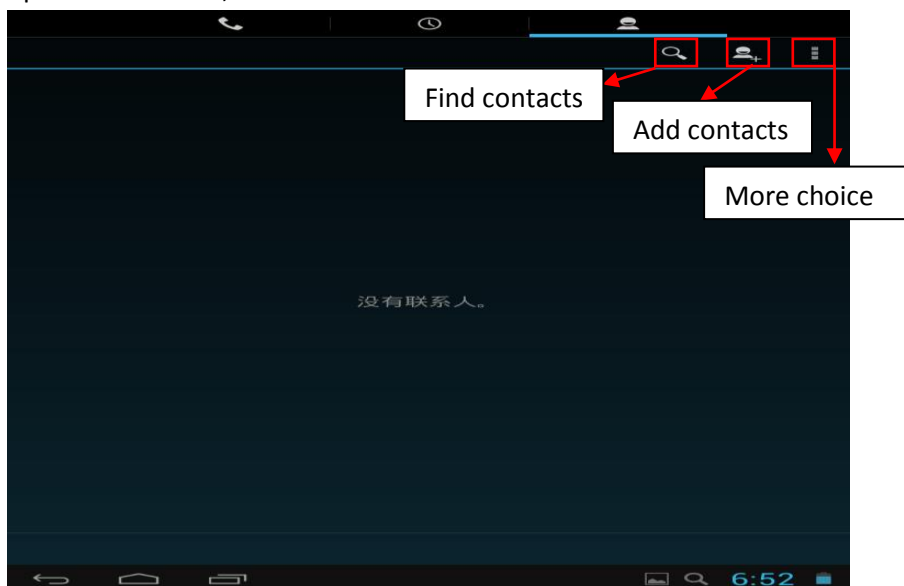 Find contacts
Add contacts
More choice
没有联系人。
6:52